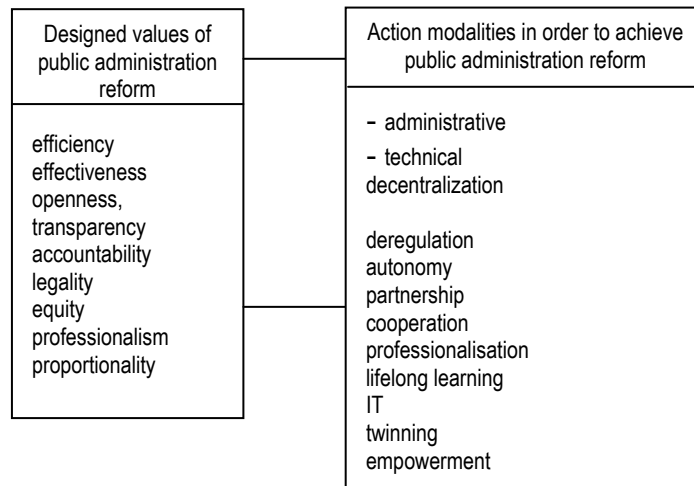 Designed values of
public administration
reform
efficiency
effectiveness
openness,
transparency
accountability
legality
equity
professionalism
proportionality
Action modalities in order to achieve
public administration reform
- administrative
- technical
decentralization
deregulation
autonomy
partnership
cooperation
professionalisation
lifelong learning
IT
twinning
empowerment